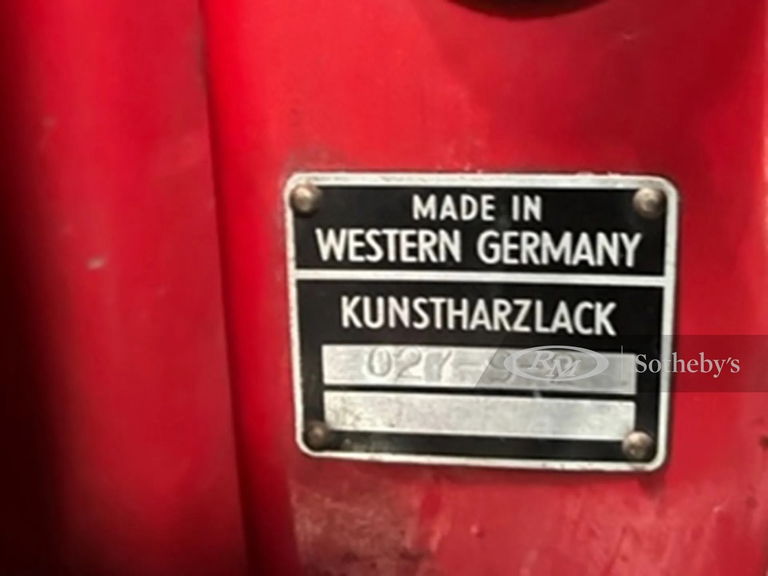 MADE IN
WESTERN GERMANY
KUNSTHARZLACK
RM Sotheby's